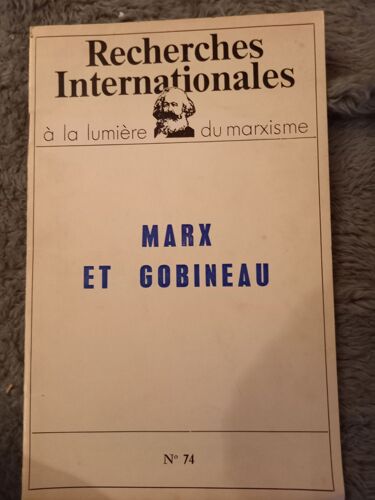 Recherches
Internationales
à la lumière du marxisme
MARX
ET GOBINEAU
N° 74